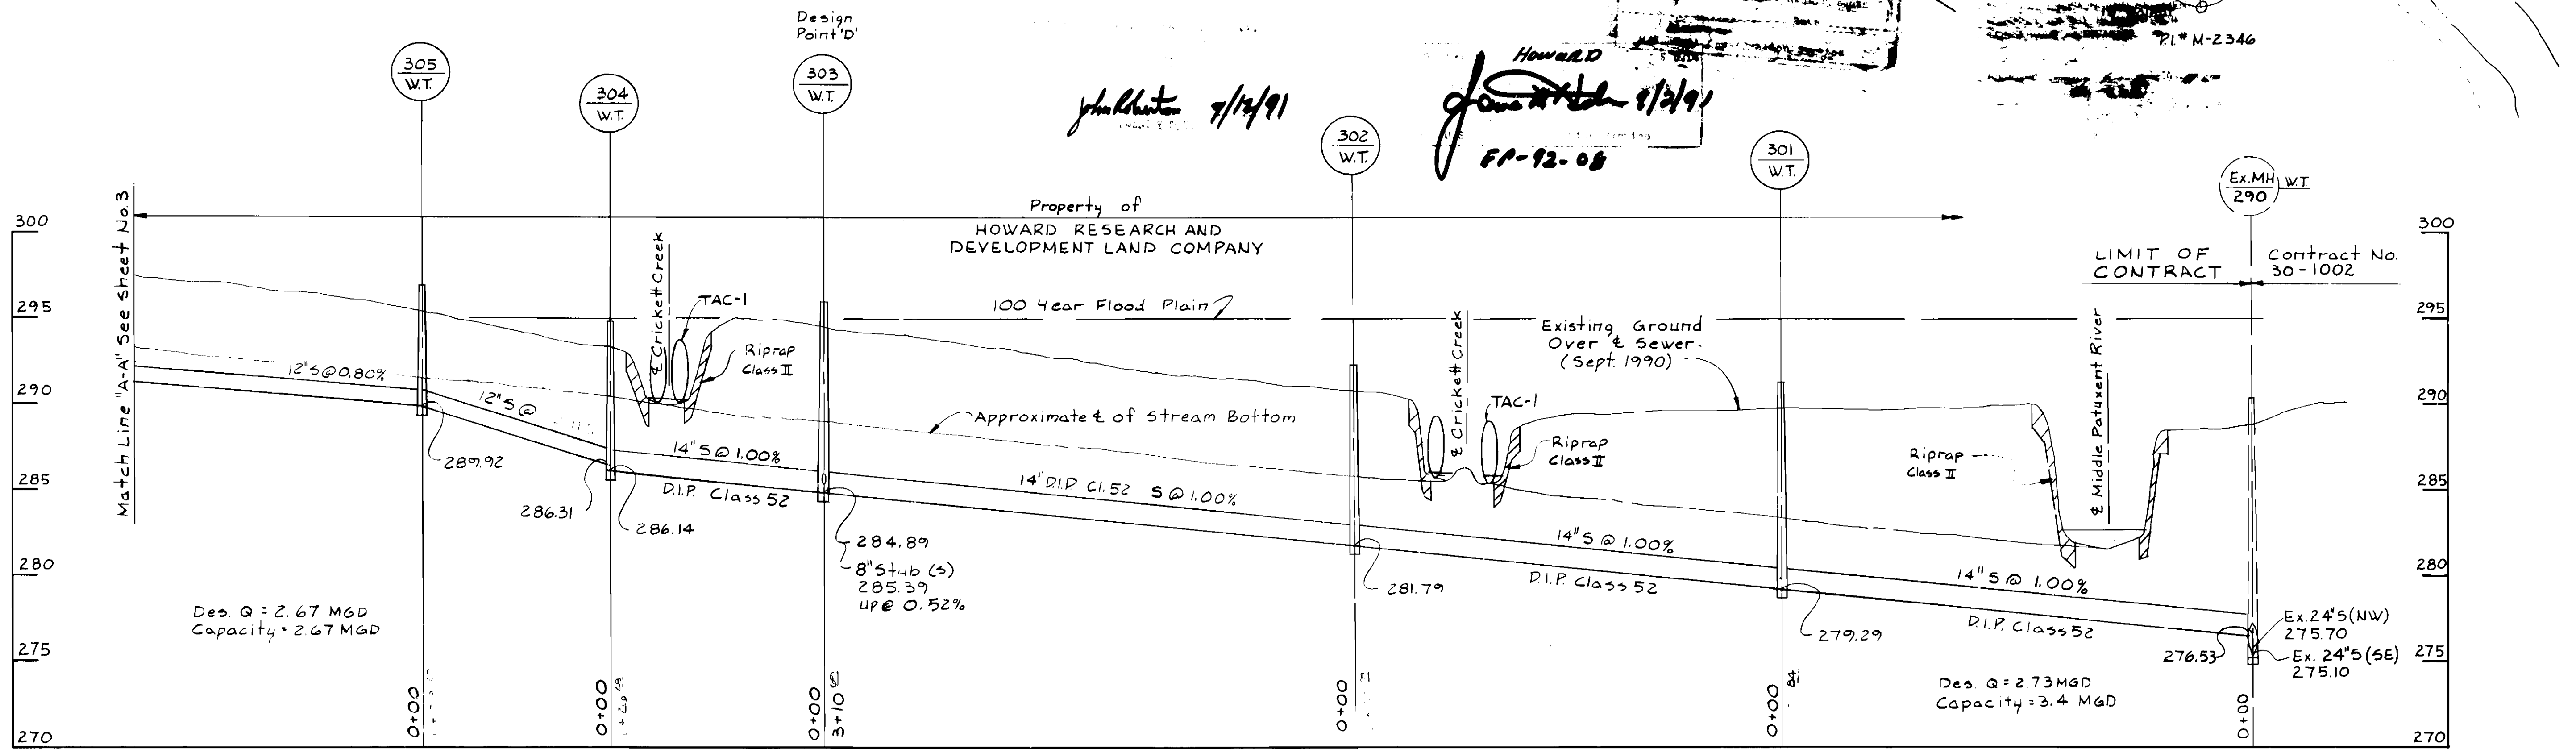 Design
Point 'D'
305
W.T.
304
W.T.
303
W.T.
302
W.T.
301
W.T.
Ex.MH
290
W.T.
HOWARD
9/2/91
FP-92-08
P.L# M-2346
Property of
HOWARD RESEARCH AND
DEVELOPMENT LAND COMPANY
LIMIT OF
CONTRACT
Contract No.
30-1002
Match Line "A-A" See sheet No.3
300
295
290
285
280
275
270
300
295
290
285
280
275
270
100 Year Flood Plain
℄ Crickett Creek
TAC-1
Riprap
Class II
12"S@0.80%
12"S@
Approximate ℄ of Stream Bottom
Existing Ground
Over ℄ Sewer
(Sept. 1990)
℄ Crickett Creek
TAC-1
Riprap
Class II
℄ Middle Patuxent River
Riprap
Class II
289.92
286.31
286.14
14"S@1.00%
D.I.P. Class 52
14" D.I.P. Cl. 52 S@1.00%
284.89
8"Stub (S)
285.39
up@ 0.52%
281.79
14"S@1.00%
D.I.P. Class 52
279.29
14"S@ 1.00%
D.I.P. Class 52
276.53
Ex.24"S(NW)
275.70
Ex. 24"S(SE)
275.10
Des. Q = 2.67 MGD
Capacity = 2.67 MGD
Des. Q = 2.73 MGD
Capacity = 3.4 MGD
0+00
0+00
0+00
3+10
0+00
0+00
84
0+00